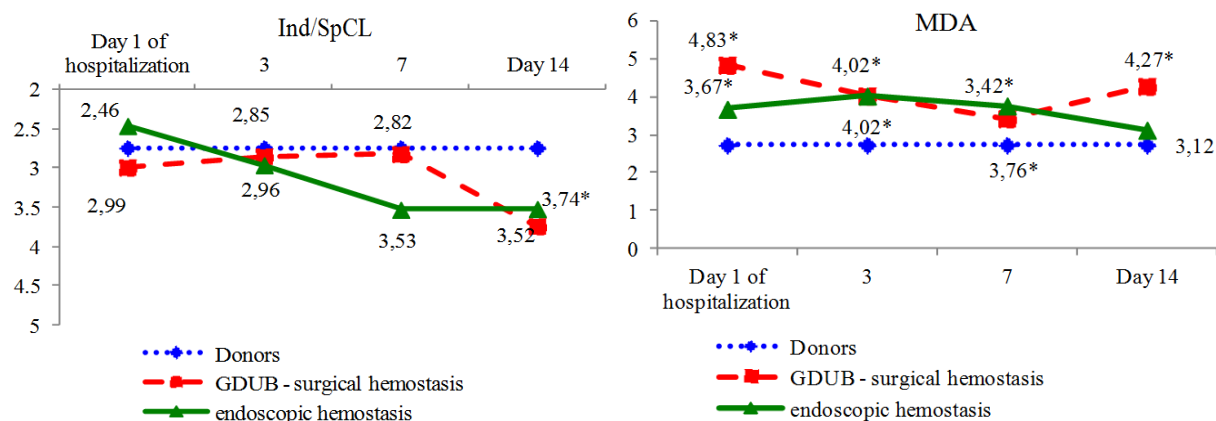 Ind/SpCL
Day 1 of
hospitalization
3
7
Day 14
2
2.5
3
3.5
4
4.5
5
2,46
2,85
2,82
2,99
2,96
3,53
3,52
3,74*
Donors
GDUB - surgical hemostasis
endoscopic hemostasis
MDA
6
5
4
3
2
1
0
4,83*
3,67*
4,02*
4,02*
3,42*
3,76*
4,27*
3,12
Day 1 of
hospitalization
3
7
Day 14
Donors
GDUB - surgical hemostasis
endoscopic hemostasis